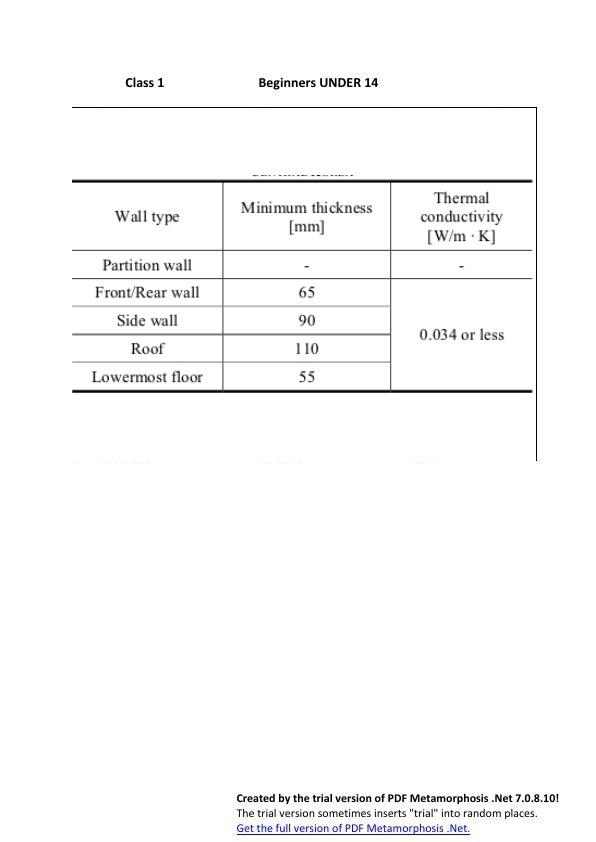 Class 1 Beginners UNDER 14
Wall type Minimum thickness [mm] Thermal conductivity [W/m · K]
Partition wall - -
Front/Rear wall 65 0.034 or less
Side wall 90
Roof 110
Lowermost floor 55
Created by the trial version of PDF Metamorphosis .Net 7.0.8.10!
The trial version sometimes inserts "trial" into random places.
Get the full version of PDF Metamorphosis .Net.